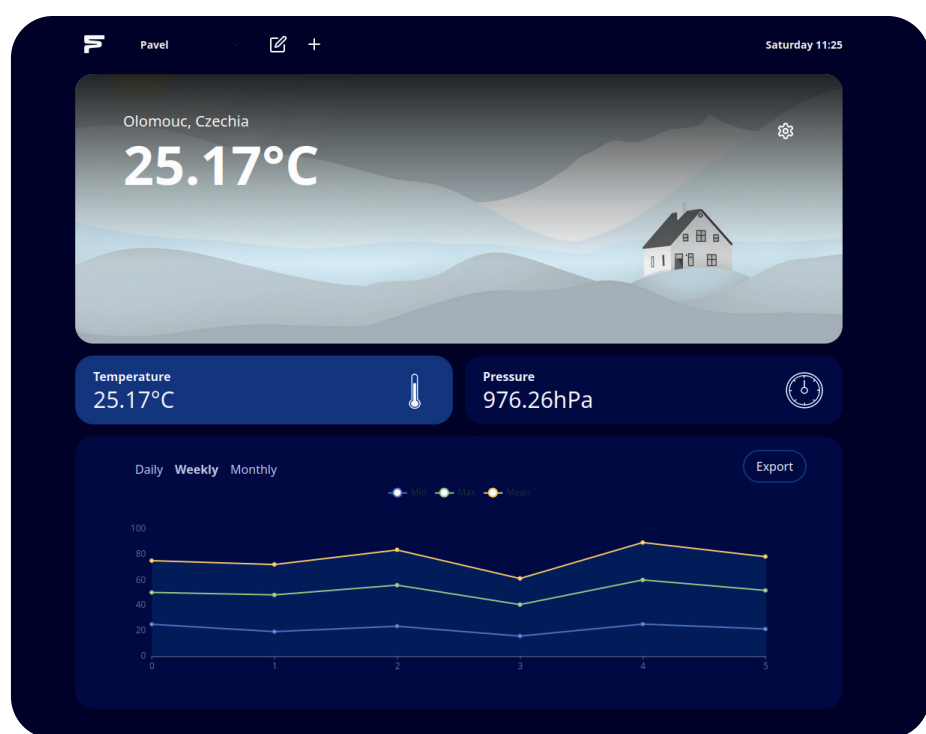 Pavel
Saturday 11:25
Olomouc, Czechia
25.17°C
Temperature
25.17°C
Pressure
976.26hPa
Daily Weekly Monthly
Export
Min Max Mean
100
80
60
40
20
0
0 1 2 3 4 5